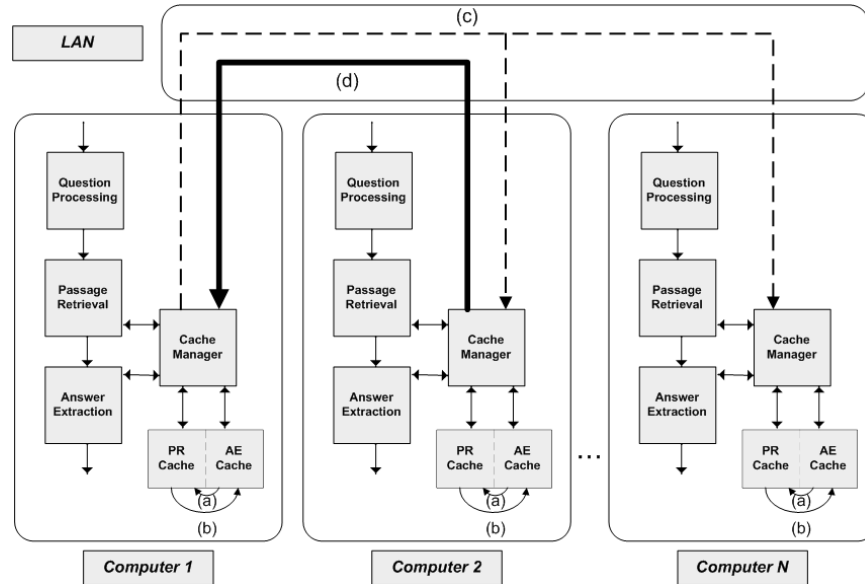 (c)
LAN
(d)
Question
Processing
Passage
Retrieval
Cache
Manager
Answer
Extraction
PR
Cache
AE
Cache
(a)
(b)
Computer 1
Question
Processing
Passage
Retrieval
Cache
Manager
Answer
Extraction
PR
Cache
AE
Cache
(a)
(b)
Computer 2
...
Question
Processing
Passage
Retrieval
Cache
Manager
Answer
Extraction
PR
Cache
AE
Cache
(a)
(b)
Computer N